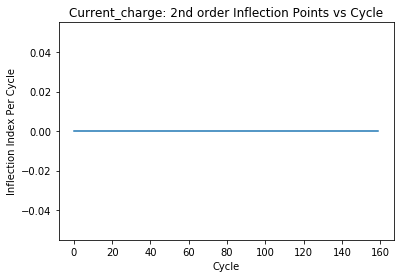 Current_charge: 2nd order Inflection Points vs Cycle
Inflection Index Per Cycle
0.04
0.02
0.00
−0.02
−0.04
0 20 40 60 80 100 120 140 160
Cycle